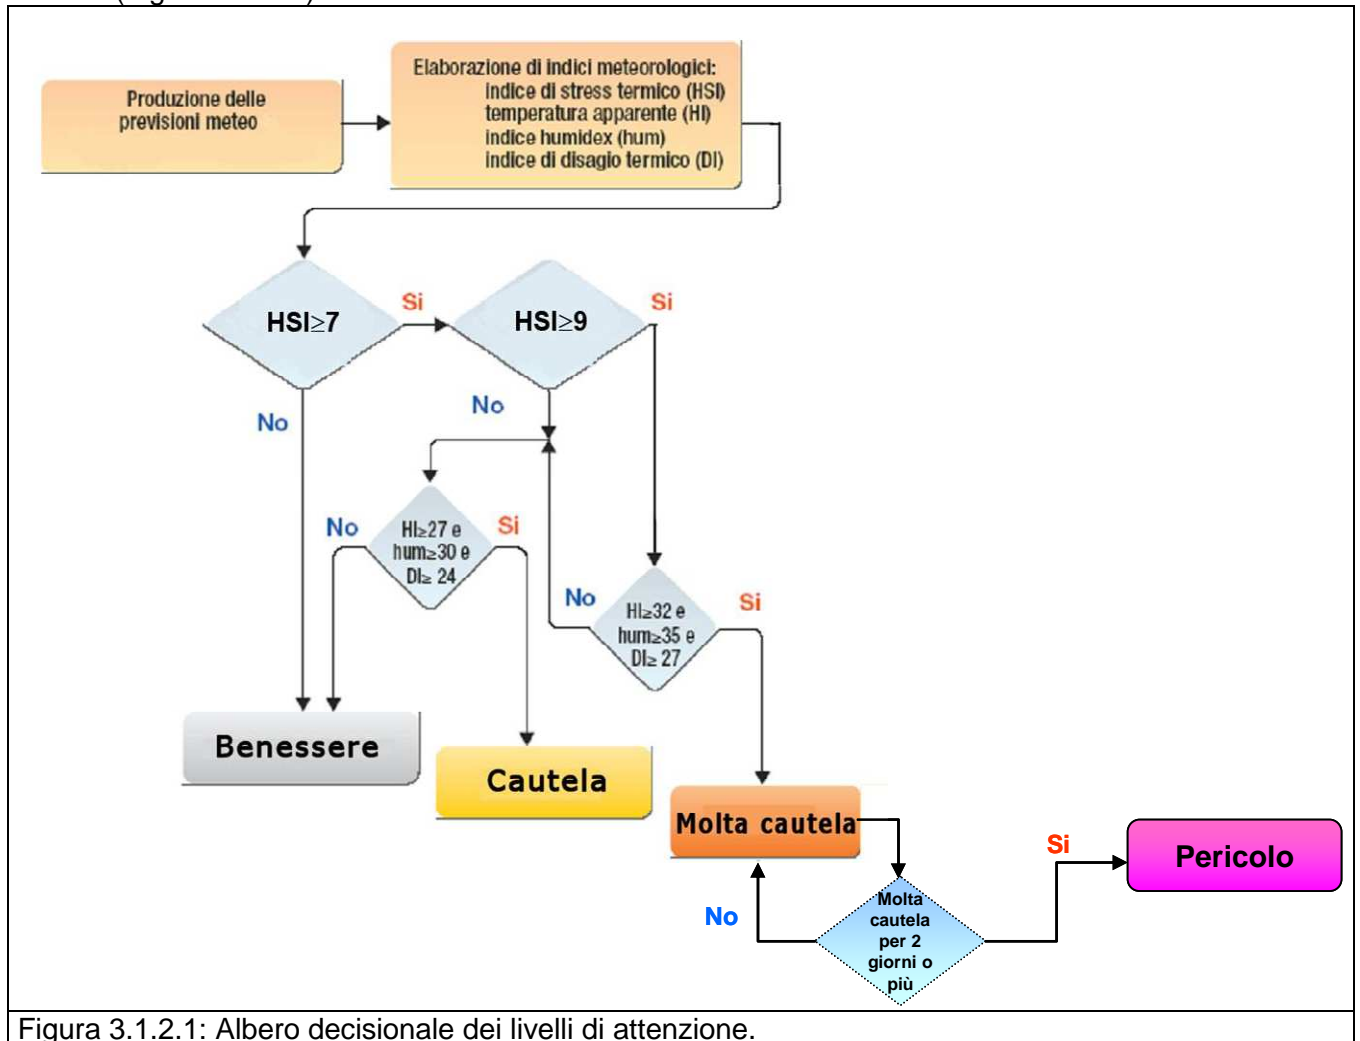 Produzione delle
previsioni meteo
Elaborazione di indici meteorologici:
indice di stress termico (HSI)
temperatura apparente (HI)
indice humidex (hum)
indice di disagio termico (DI)
HSI≥7
Si
HSI≥9
Si
No
No
No
HI≥27 e
hum≥30 e
DI≥ 24
Si
No
HI≥32 e
hum≥35 e
DI≥ 27
Si
Benessere
Cautela
Molta cautela
Si
Pericolo
No
Molta
cautela
per 2
giorni o
più
Figura 3.1.2.1: Albero decisionale dei livelli di attenzione.